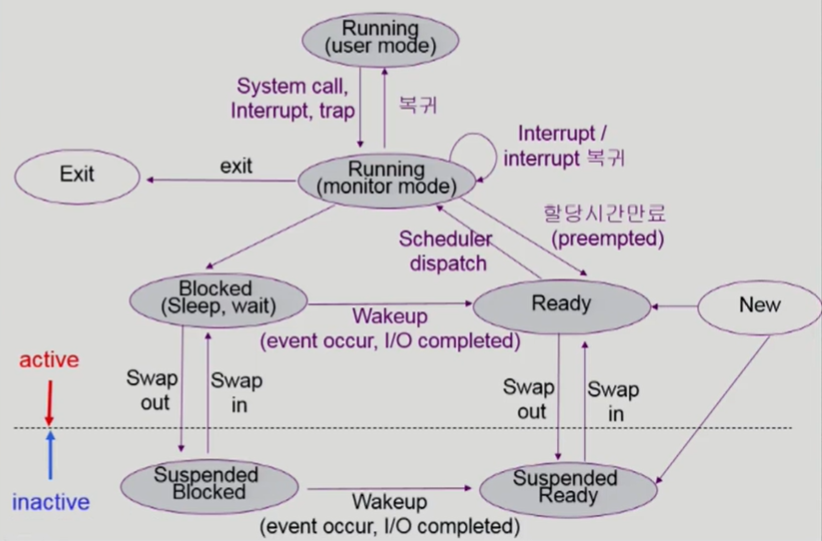 Running
(user mode)
System call,
Interrupt, trap
복귀
Interrupt /
interrupt 복귀
Exit
exit
Running
(monitor mode)
할당시간만료
(preempted)
Scheduler
dispatch
Blocked
(Sleep, wait)
Ready
New
Wakeup
(event occur, I/O completed)
active
Swap
out
Swap
in
Swap
out
Swap
in
inactive
Suspended
Blocked
Suspended
Ready
Wakeup
(event occur, I/O completed)